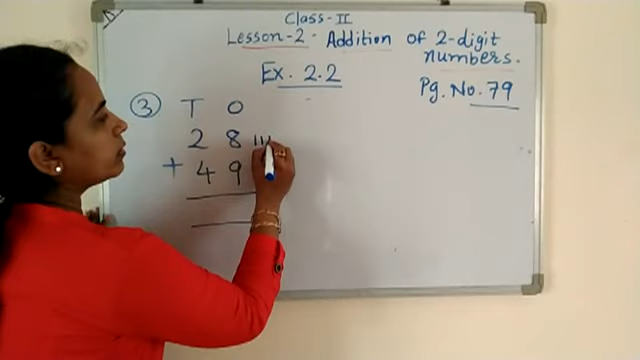 Class-II
Lesson-2 - Addition of 2-digit
numbers.
Ex. 2.2
Pg. No. 79
3 T O
2 8 |||
+ 4 9